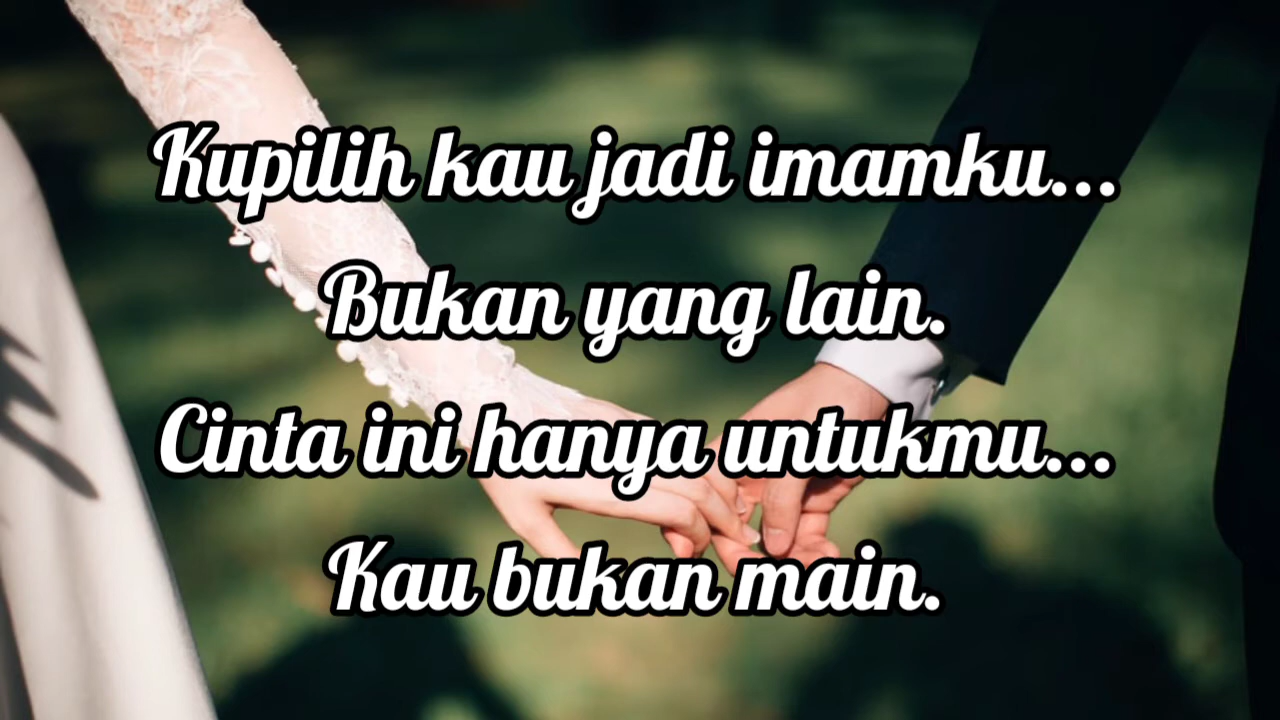 Kupilih kau jadi imamku...
Bukan yang lain.
Cinta ini hanya untukmu...
Kau bukan main.